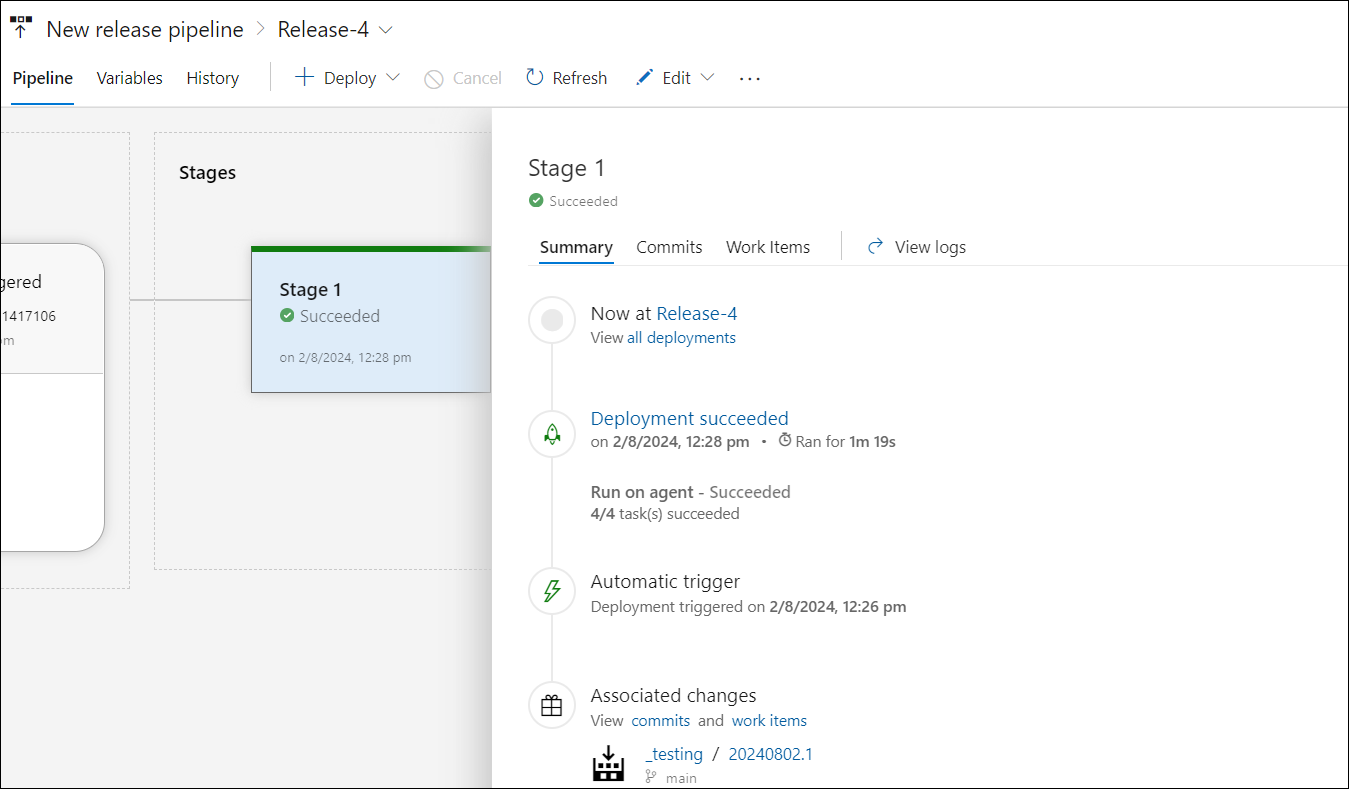 New release pipeline > Release-4
Pipeline Variables History Deploy Cancel Refresh Edit ...
Stages
gered
1417106
om
Stage 1
Succeeded
on 2/8/2024, 12:28 pm
Stage 1
Succeeded
Summary Commits Work Items View logs
Now at Release-4
View all deployments
Deployment succeeded
on 2/8/2024, 12:28 pm • Ran for 1m 19s
Run on agent - Succeeded
4/4 task(s) succeeded
Automatic trigger
Deployment triggered on 2/8/2024, 12:26 pm
Associated changes
View commits and work items
_testing / 20240802.1
main